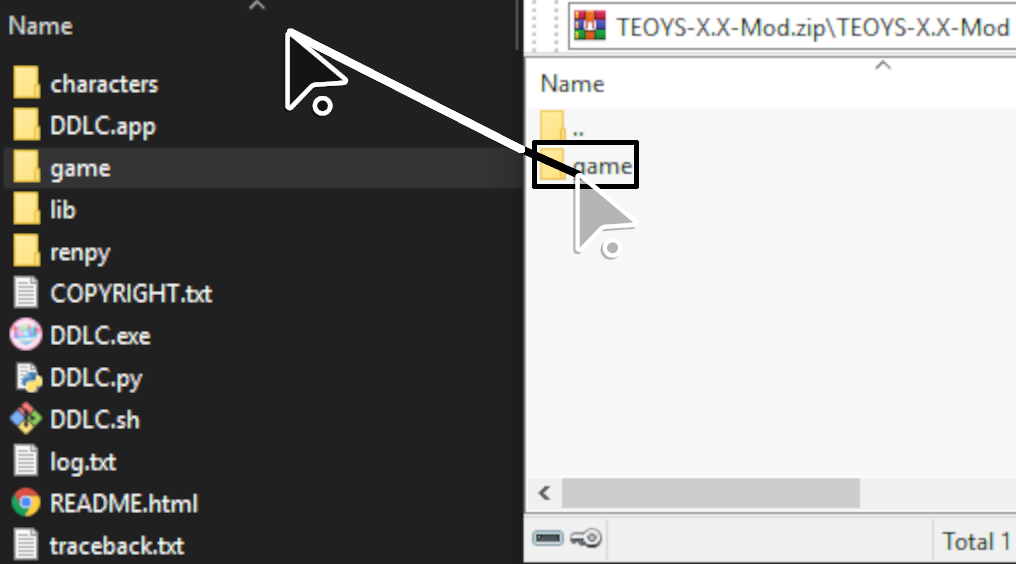 Name
characters
DDLC.app
game
lib
renpy
COPYRIGHT.txt
DDLC.exe
DDLC.py
DDLC.sh
log.txt
README.html
traceback.txt
TEOYS-X.X-Mod.zip\TEOYS-X.X-Mod
Name
..
game
Total 1